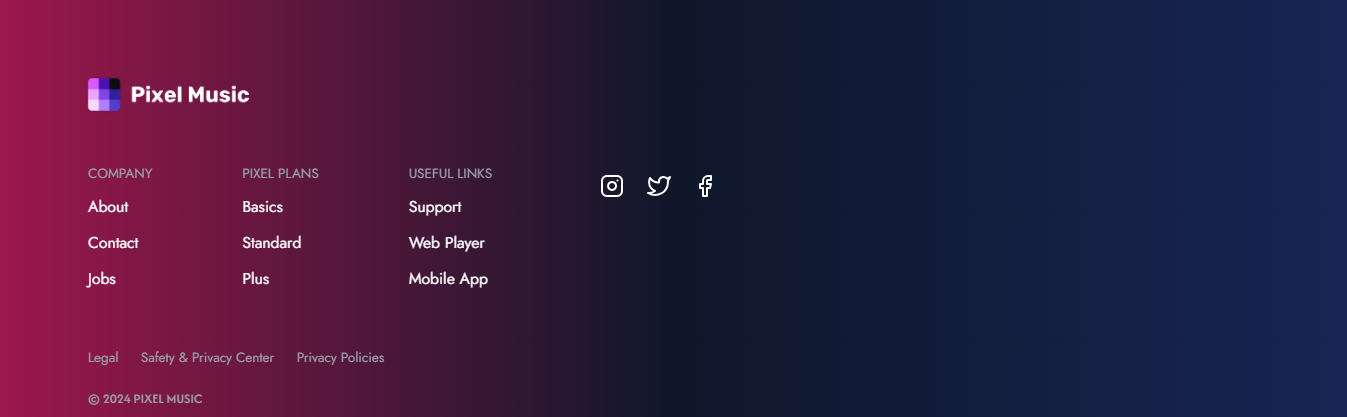 Pixel Music
COMPANY
About
Contact
Jobs
PIXEL PLANS
Basics
Standard
Plus
USEFUL LINKS
Support
Web Player
Mobile App
Legal Safety & Privacy Center Privacy Policies
© 2024 PIXEL MUSIC